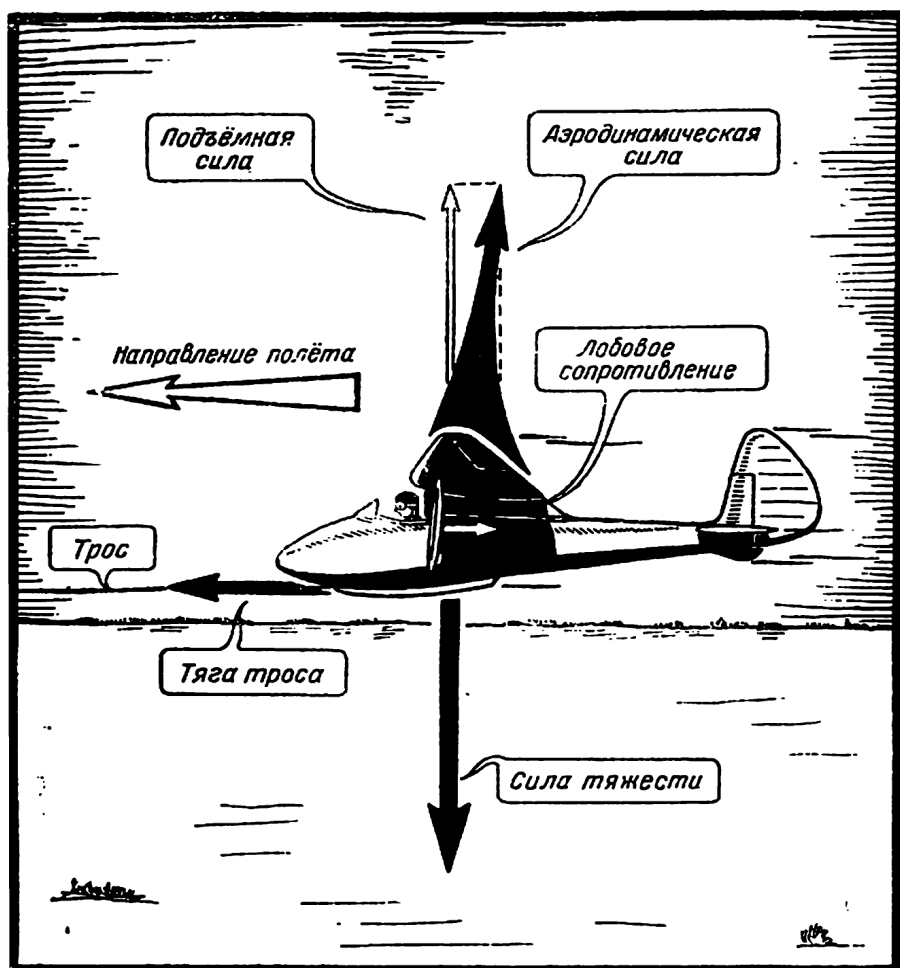 Подъёмная
сила
Аэродинамическая
сила
Направление полёта
Лобовое
сопротивление
Трос
Тяга троса
Сила тяжести